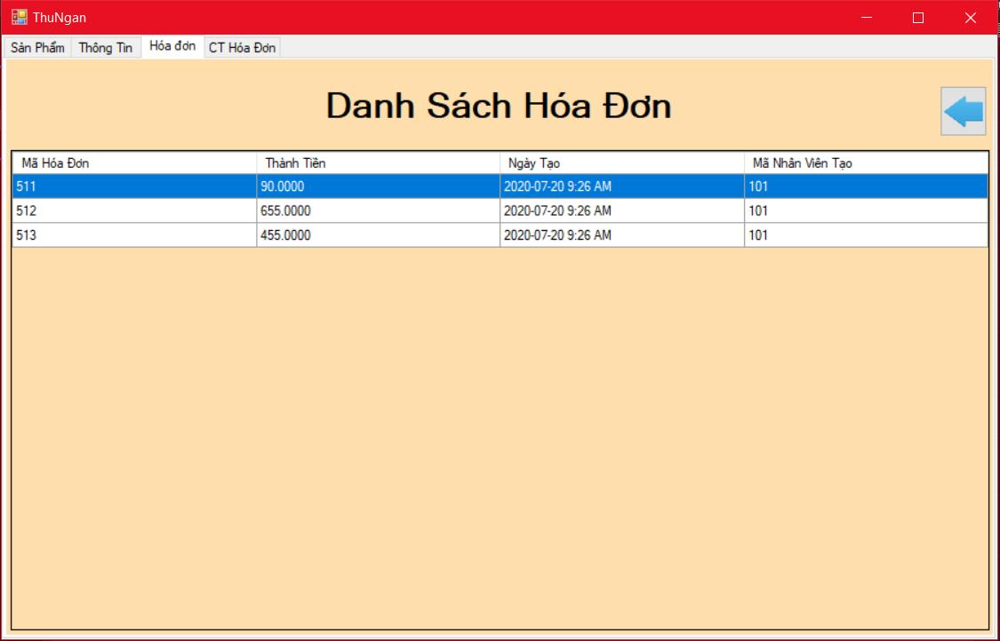 ThuNgan
Sản Phẩm Thông Tin Hóa đơn CT Hóa Đơn
Danh Sách Hóa Đơn
Mã Hóa Đơn Thành Tiền Ngày Tạo Mã Nhân Viên Tạo
511 90.0000 2020-07-20 9:26 AM 101
512 655.0000 2020-07-20 9:26 AM 101
513 455.0000 2020-07-20 9:26 AM 101